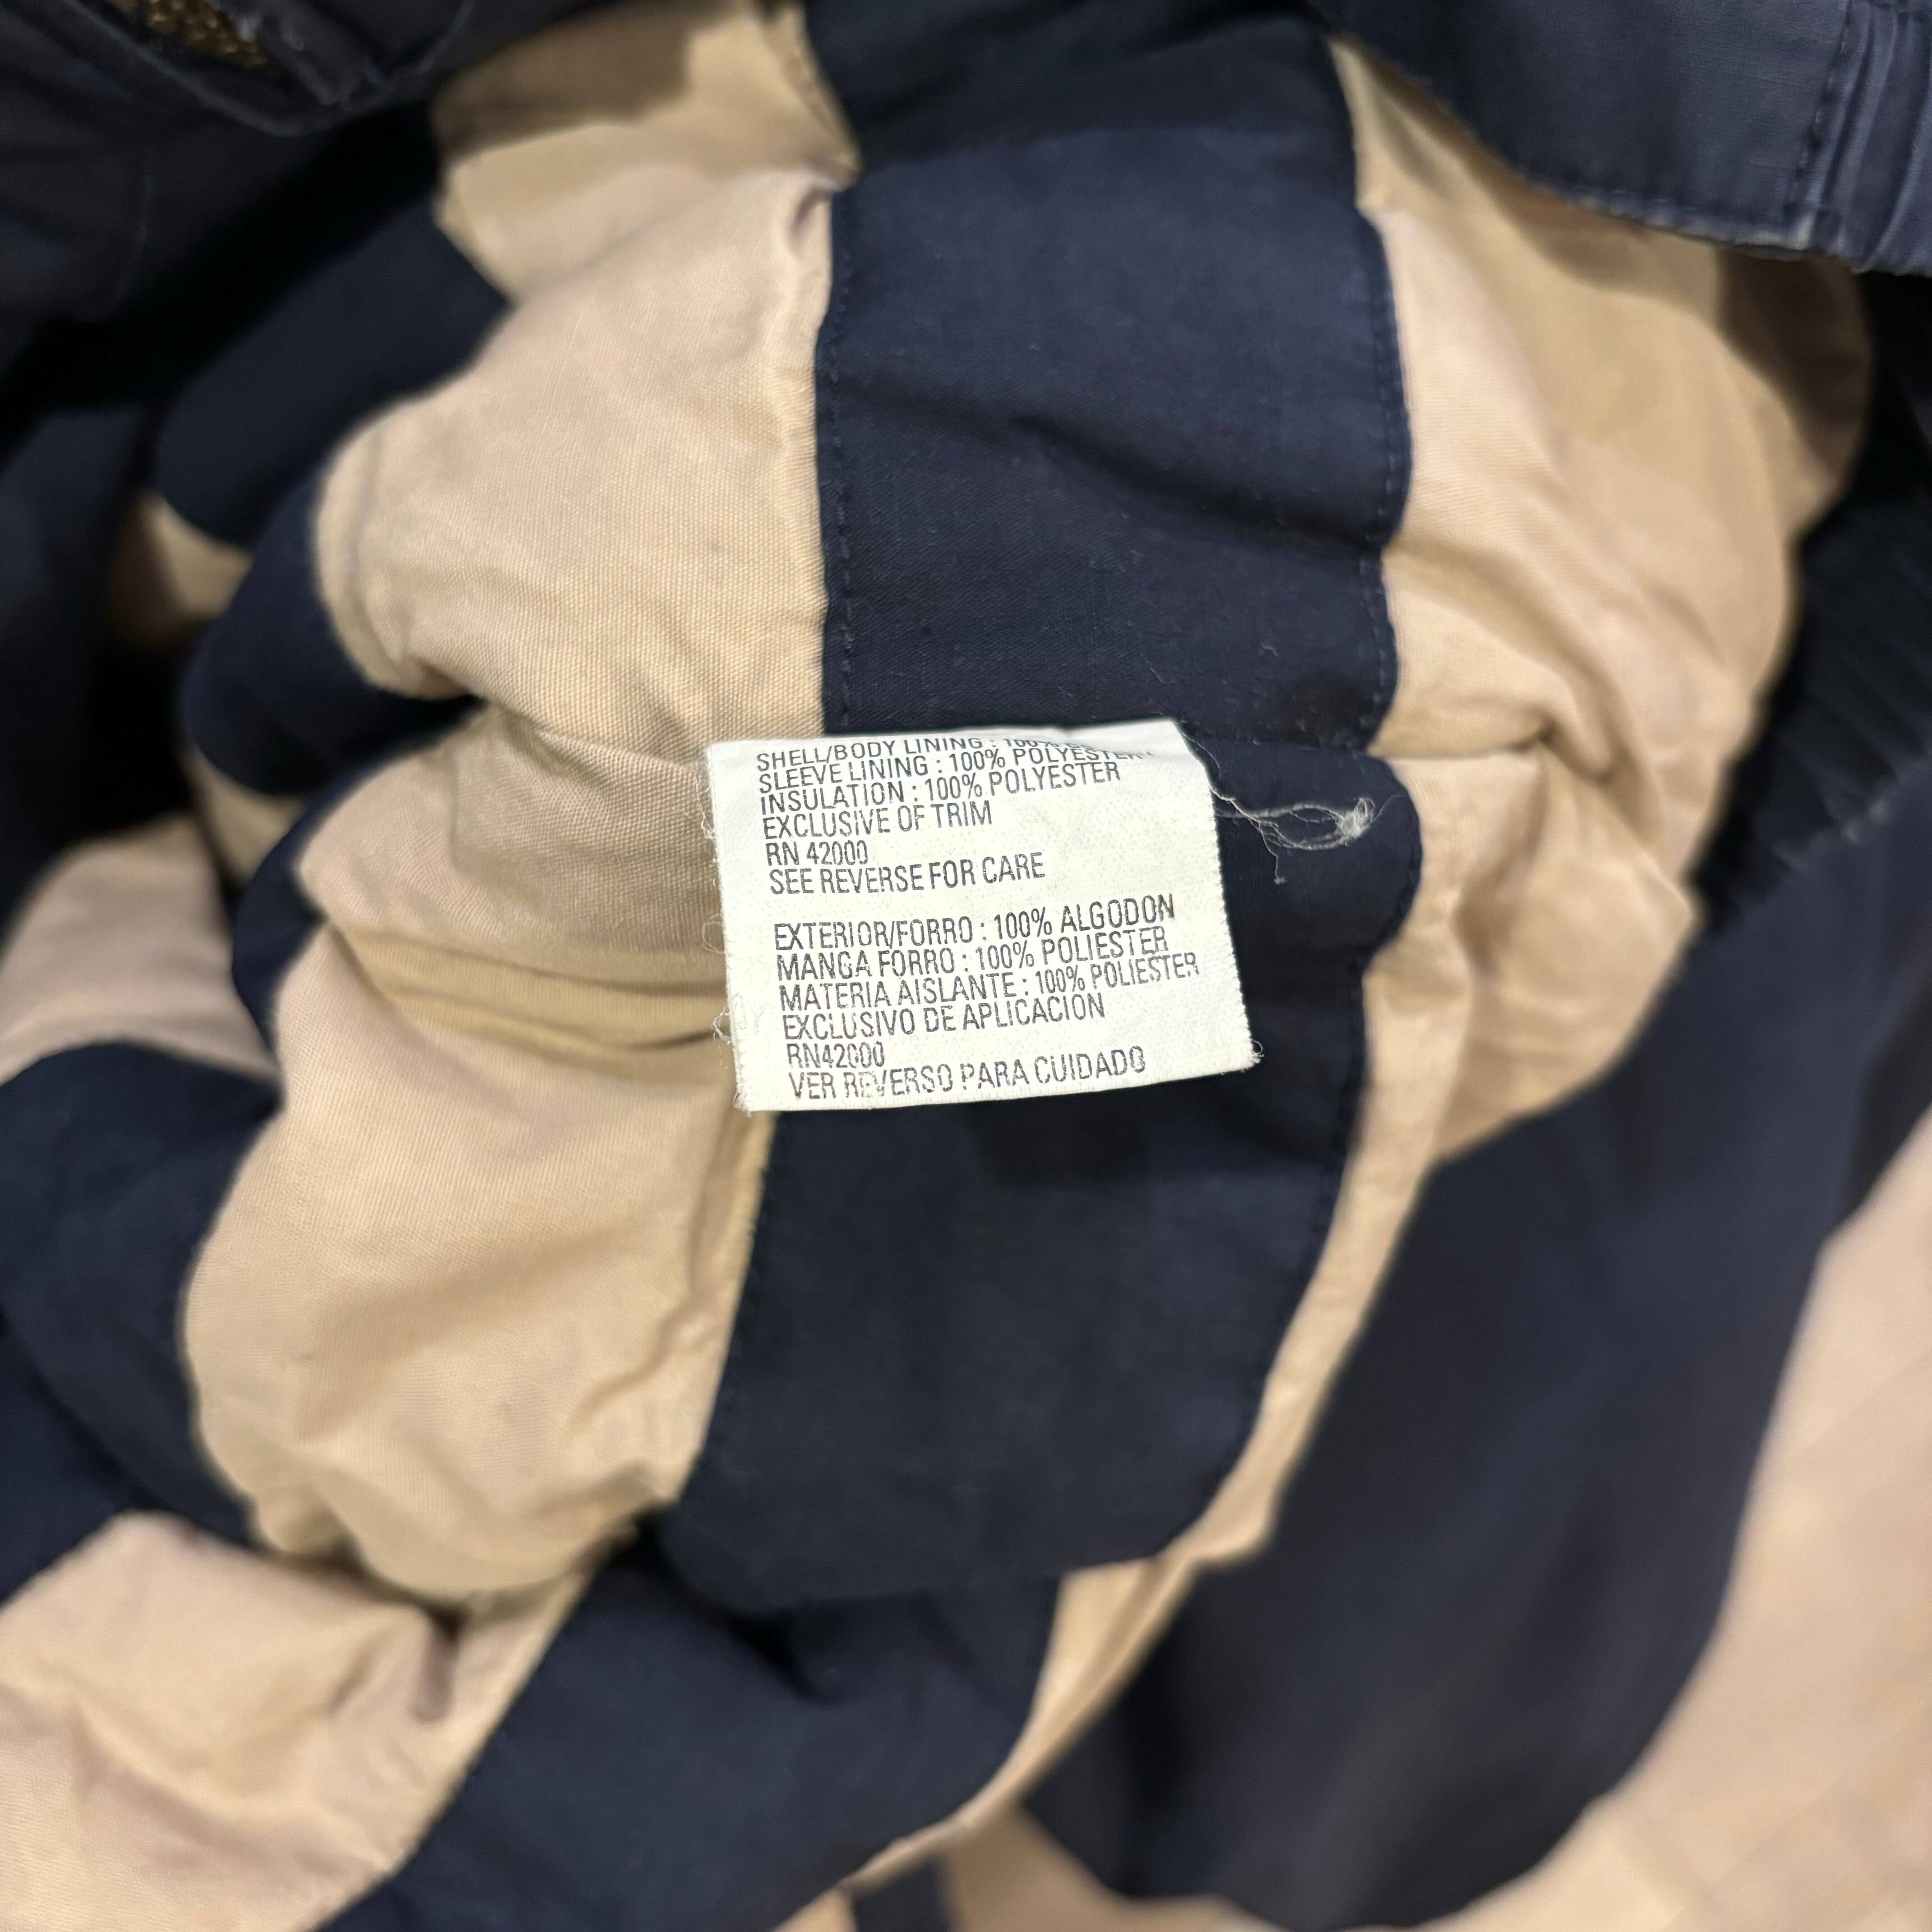 SHELL/BODY LINING : 100%
SLEEVE LINING : 100% POLYESTER
INSULATION : 100% POLYESTER
EXCLUSIVE OF TRIM
RN 42000
SEE REVERSE FOR CARE
EXTERIOR/FORRO : 100% ALGODON
MANGA FORRO : 100% POLIESTER
MATERIA AISLANTE : 100% POLIESTER
EXCLUSIVO DE APLICACION
RN42000
VER REVERSO PARA CUIDADO